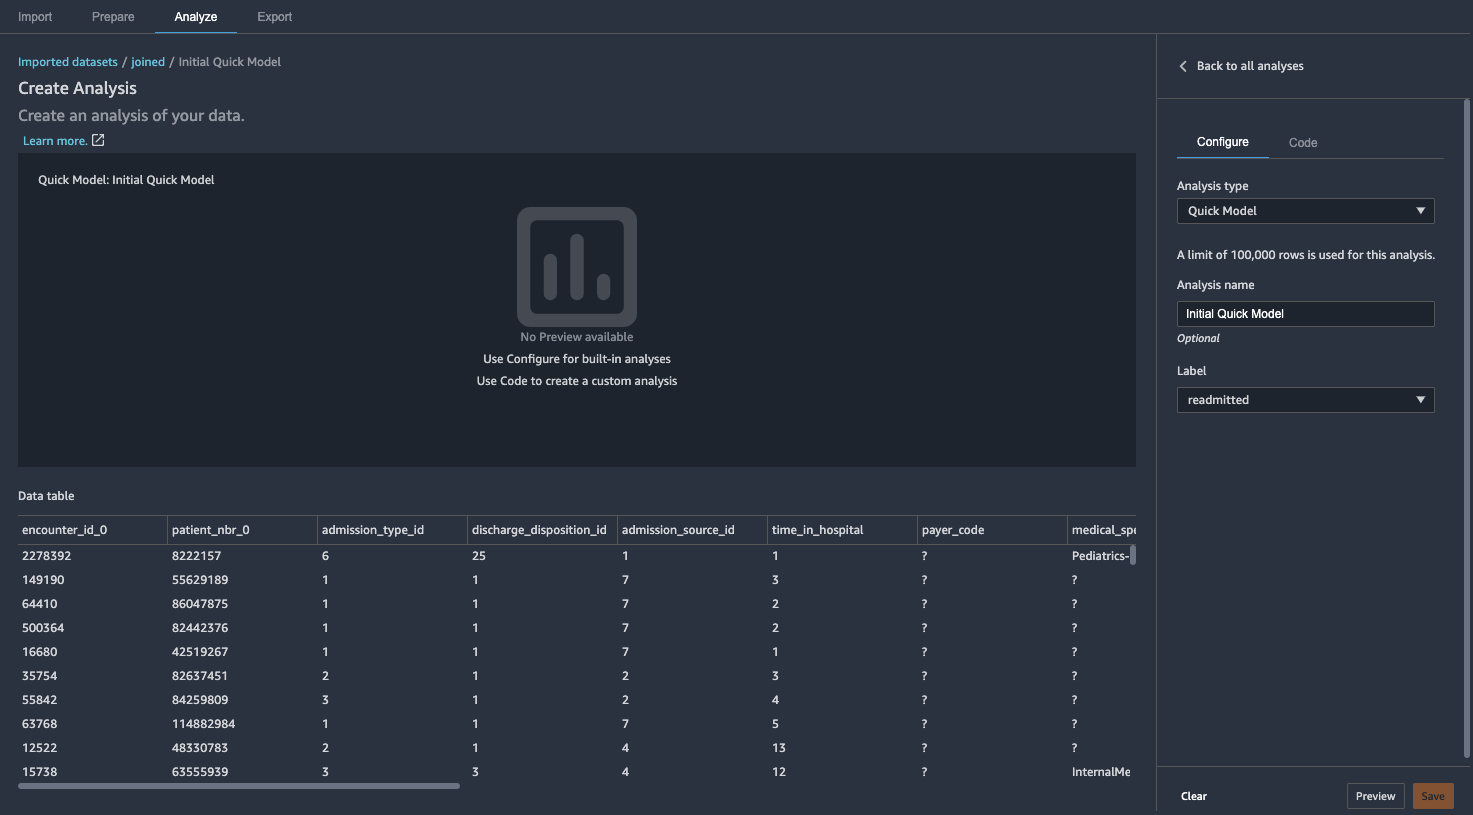 Import Prepare Analyze Export
Imported datasets / joined / Initial Quick Model
Create Analysis
Create an analysis of your data.
Learn more.
Quick Model: Initial Quick Model
No Preview available
Use Configure for built-in analyses
Use Code to create a custom analysis
Data table
encounter_id_0 patient_nbr_0 admission_type_id discharge_disposition_id admission_source_id time_in_hospital payer_code medical_spe
2278392 8222157 6 25 1 1 ? Pediatrics-
149190 55629189 1 1 7 3 ? ?
64410 86047875 1 1 7 2 ? ?
500364 82442376 1 1 7 2 ? ?
16680 42519267 1 1 7 1 ? ?
35754 82637451 2 1 2 3 ? ?
55842 84259809 3 1 2 4 ? ?
63768 114882984 1 1 7 5 ? ?
12522 48330783 2 1 4 13 ? ?
15738 63555939 3 3 4 12 ? InternalMe
Back to all analyses
Configure Code
Analysis type
Quick Model
A limit of 100,000 rows is used for this analysis.
Analysis name
Initial Quick Model
Optional
Label
readmitted
Clear Preview Save